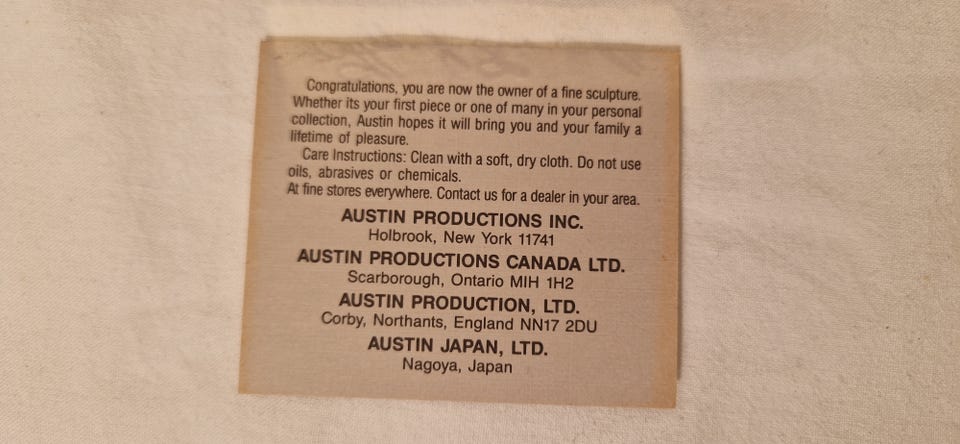 Congratulations, you are now the owner of a fine sculpture.
Whether its your first piece or one of many in your personal
collection, Austin hopes it will bring you and your family a
lifetime of pleasure.
Care Instructions: Clean with a soft, dry cloth. Do not use
oils, abrasives or chemicals.
At fine stores everywhere. Contact us for a dealer in your area.
AUSTIN PRODUCTIONS INC.
Holbrook, New York 11741
AUSTIN PRODUCTIONS CANADA LTD.
Scarborough, Ontario MIH 1H2
AUSTIN PRODUCTION, LTD.
Corby, Northants, England NN17 2DU
AUSTIN JAPAN, LTD.
Nagoya, Japan